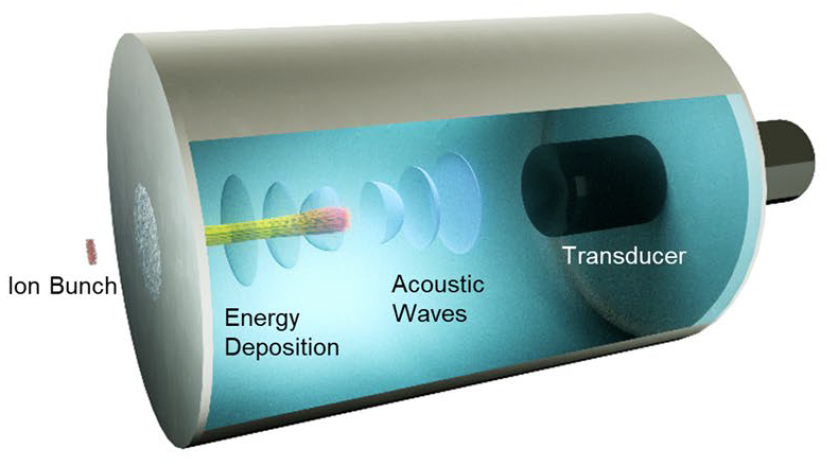 Ion Bunch
Energy
Deposition
Acoustic
Waves
Transducer